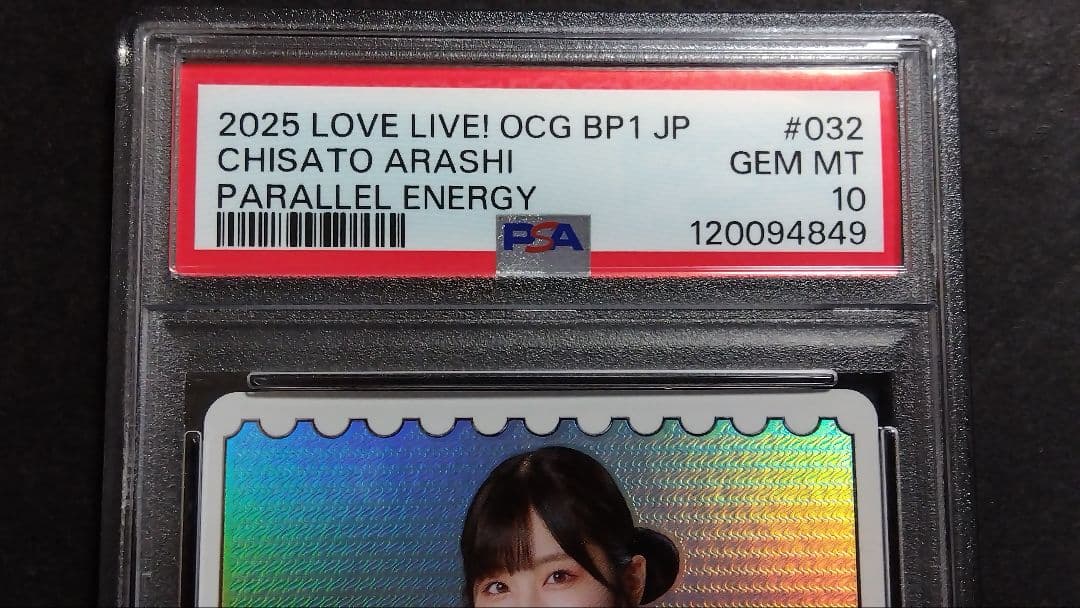 2025 LOVE LIVE! OCG BP1 JP #032
CHISATO ARASHI GEM MT
PARALLEL ENERGY 10
PSA 120094849